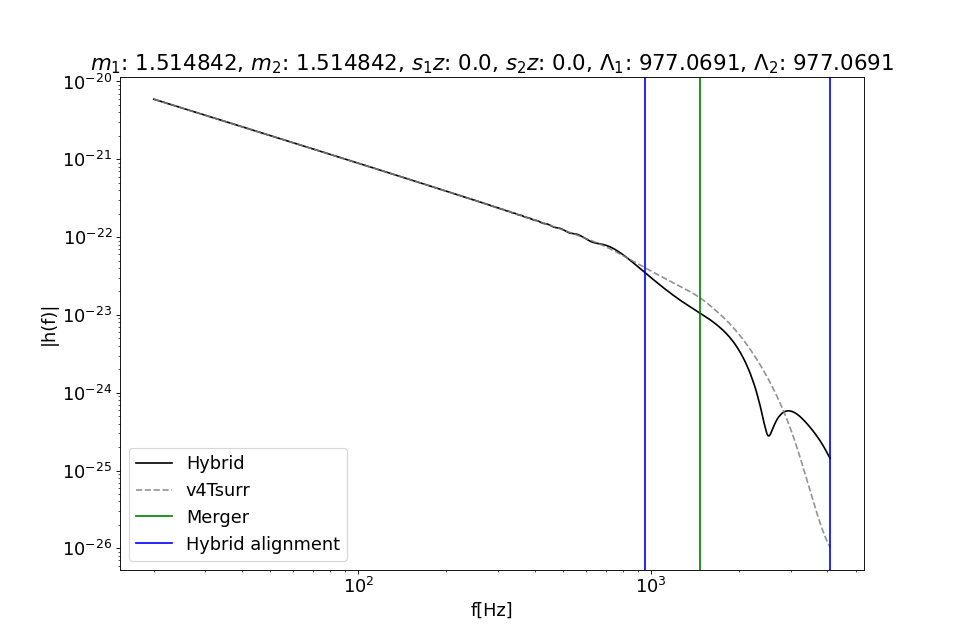 m₁: 1.514842, m₂: 1.514842, s₁z: 0.0, s₂z: 0.0, Λ₁: 977.0691, Λ₂: 977.0691
10⁻²⁰
10⁻²¹
10⁻²²
10⁻²³
10⁻²⁴
10⁻²⁵
10⁻²⁶
|h(f)|
Hybrid
v4Tsurr
Merger
Hybrid alignment
10² 10³
f[Hz]